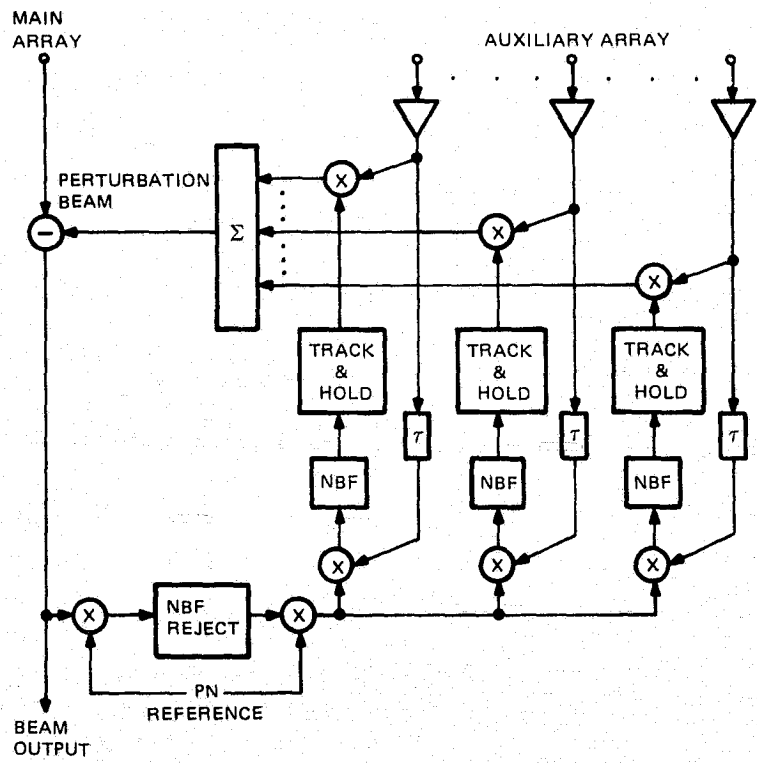 MAIN
ARRAY
AUXILIARY ARRAY
PERTURBATION
BEAM
X
X
X
−
Σ
TRACK
&
HOLD
TRACK
&
HOLD
TRACK
&
HOLD
τ
τ
τ
NBF
NBF
NBF
X
X
X
X
NBF
REJECT
X
PN
REFERENCE
BEAM
OUTPUT